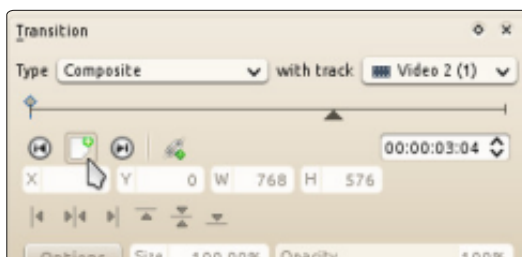 Transition
Type Composite with track Video 2 (1)
00:00:03:04
X Y 0 W 768 H 576
Options Size 100.00% Opacity 100%